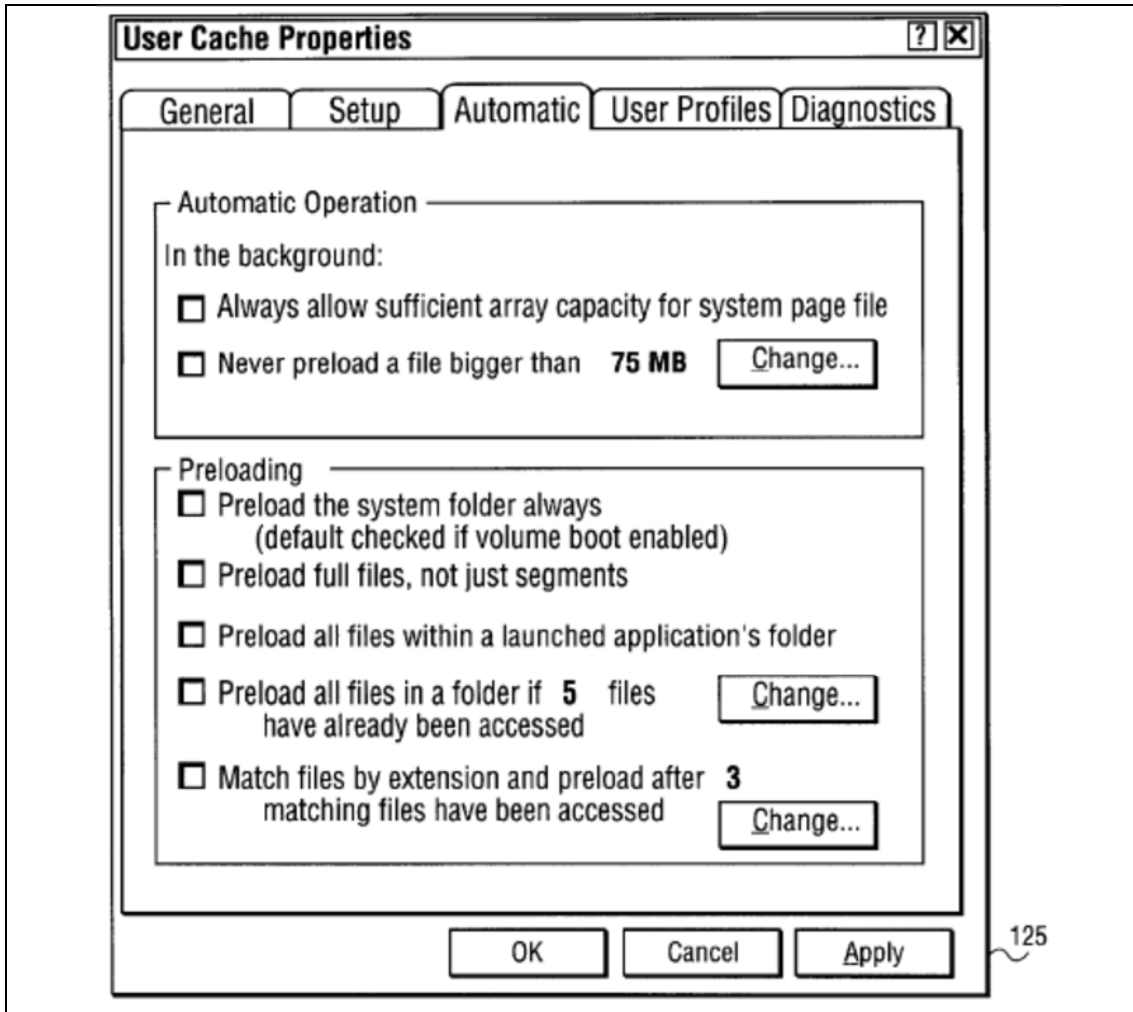 User Cache Properties ? X
General Setup Automatic User Profiles Diagnostics
Automatic Operation
In the background:
Always allow sufficient array capacity for system page file
Never preload a file bigger than 75 MB Change...
Preloading
Preload the system folder always
(default checked if volume boot enabled)
Preload full files, not just segments
Preload all files within a launched application's folder
Preload all files in a folder if 5 files Change...
have already been accessed
Match files by extension and preload after 3
matching files have been accessed Change...
OK Cancel Apply 125